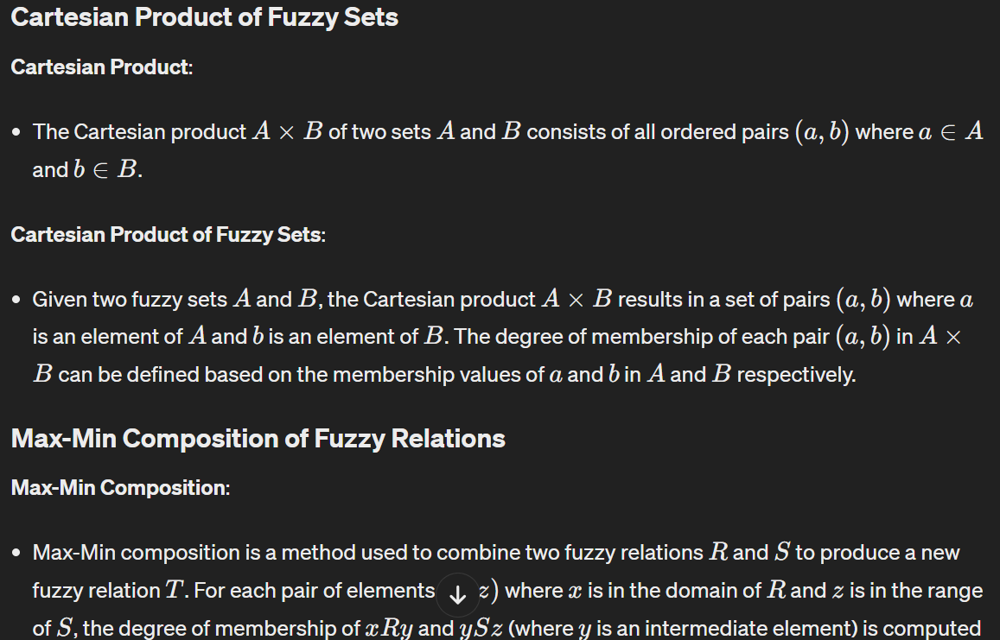 Cartesian Product of Fuzzy Sets
Cartesian Product:
• The Cartesian product A × B of two sets A and B consists of all ordered pairs (a, b) where a ∈ A
and b ∈ B.
Cartesian Product of Fuzzy Sets:
• Given two fuzzy sets A and B, the Cartesian product A × B results in a set of pairs (a, b) where a
is an element of A and b is an element of B. The degree of membership of each pair (a, b) in A ×
B can be defined based on the membership values of a and b in A and B respectively.
Max-Min Composition of Fuzzy Relations
Max-Min Composition:
• Max-Min composition is a method used to combine two fuzzy relations R and S to produce a new
fuzzy relation T. For each pair of elements z) where x is in the domain of R and z is in the range
of S, the degree of membership of xRy and ySz (where y is an intermediate element) is computed